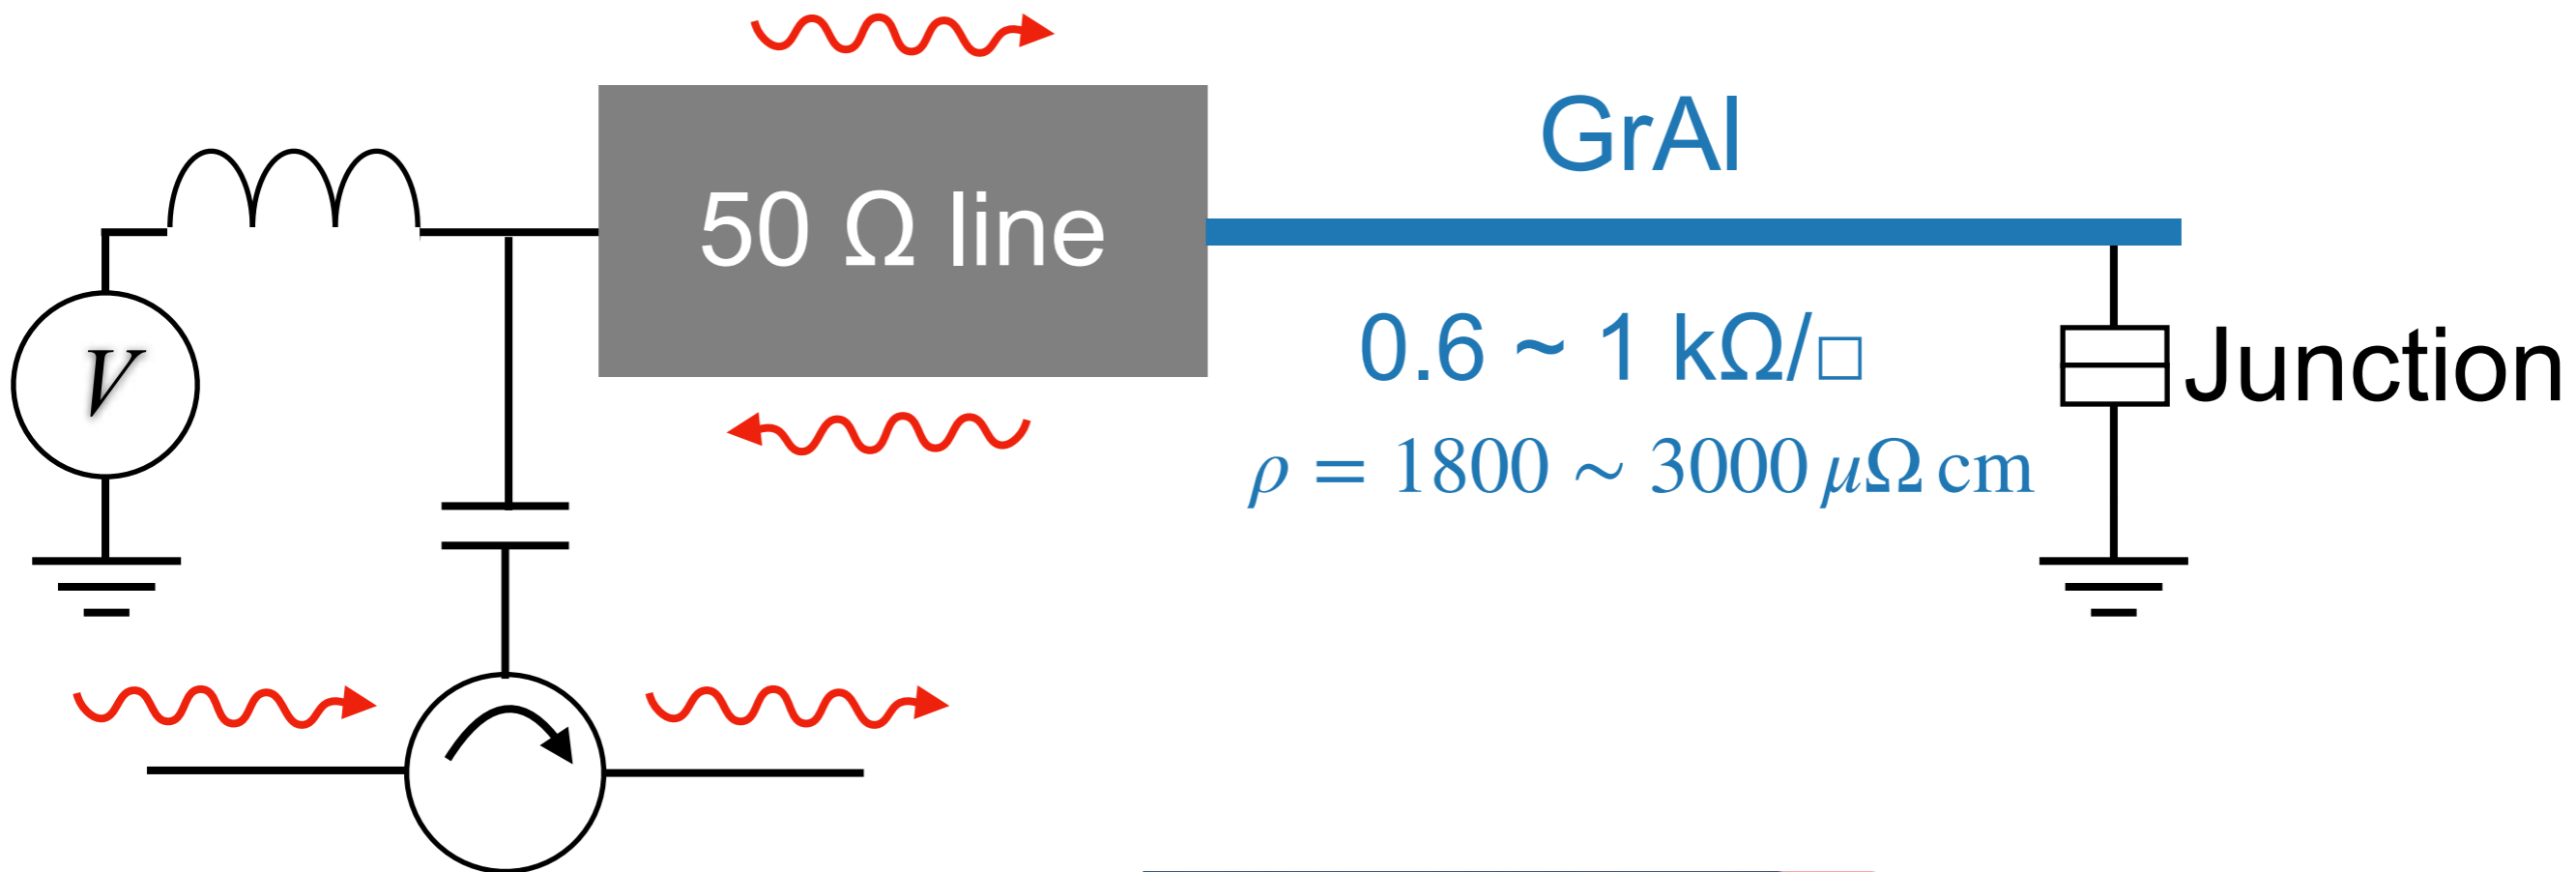 GrAl
50 Ω line
0.6 ~ 1 kΩ/□
V
Junction
ρ = 1800 ∼ 3000 μΩ cm